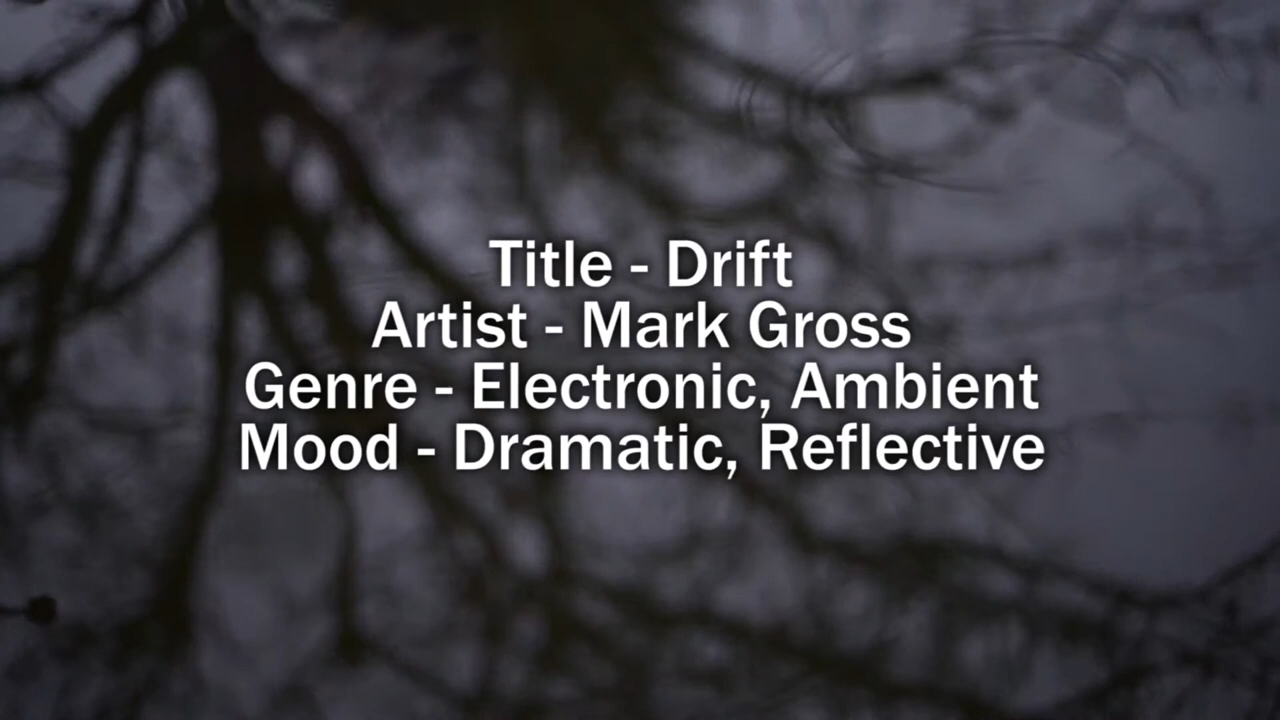 Title - Drift
Artist - Mark Gross
Genre - Electronic, Ambient
Mood - Dramatic, Reflective